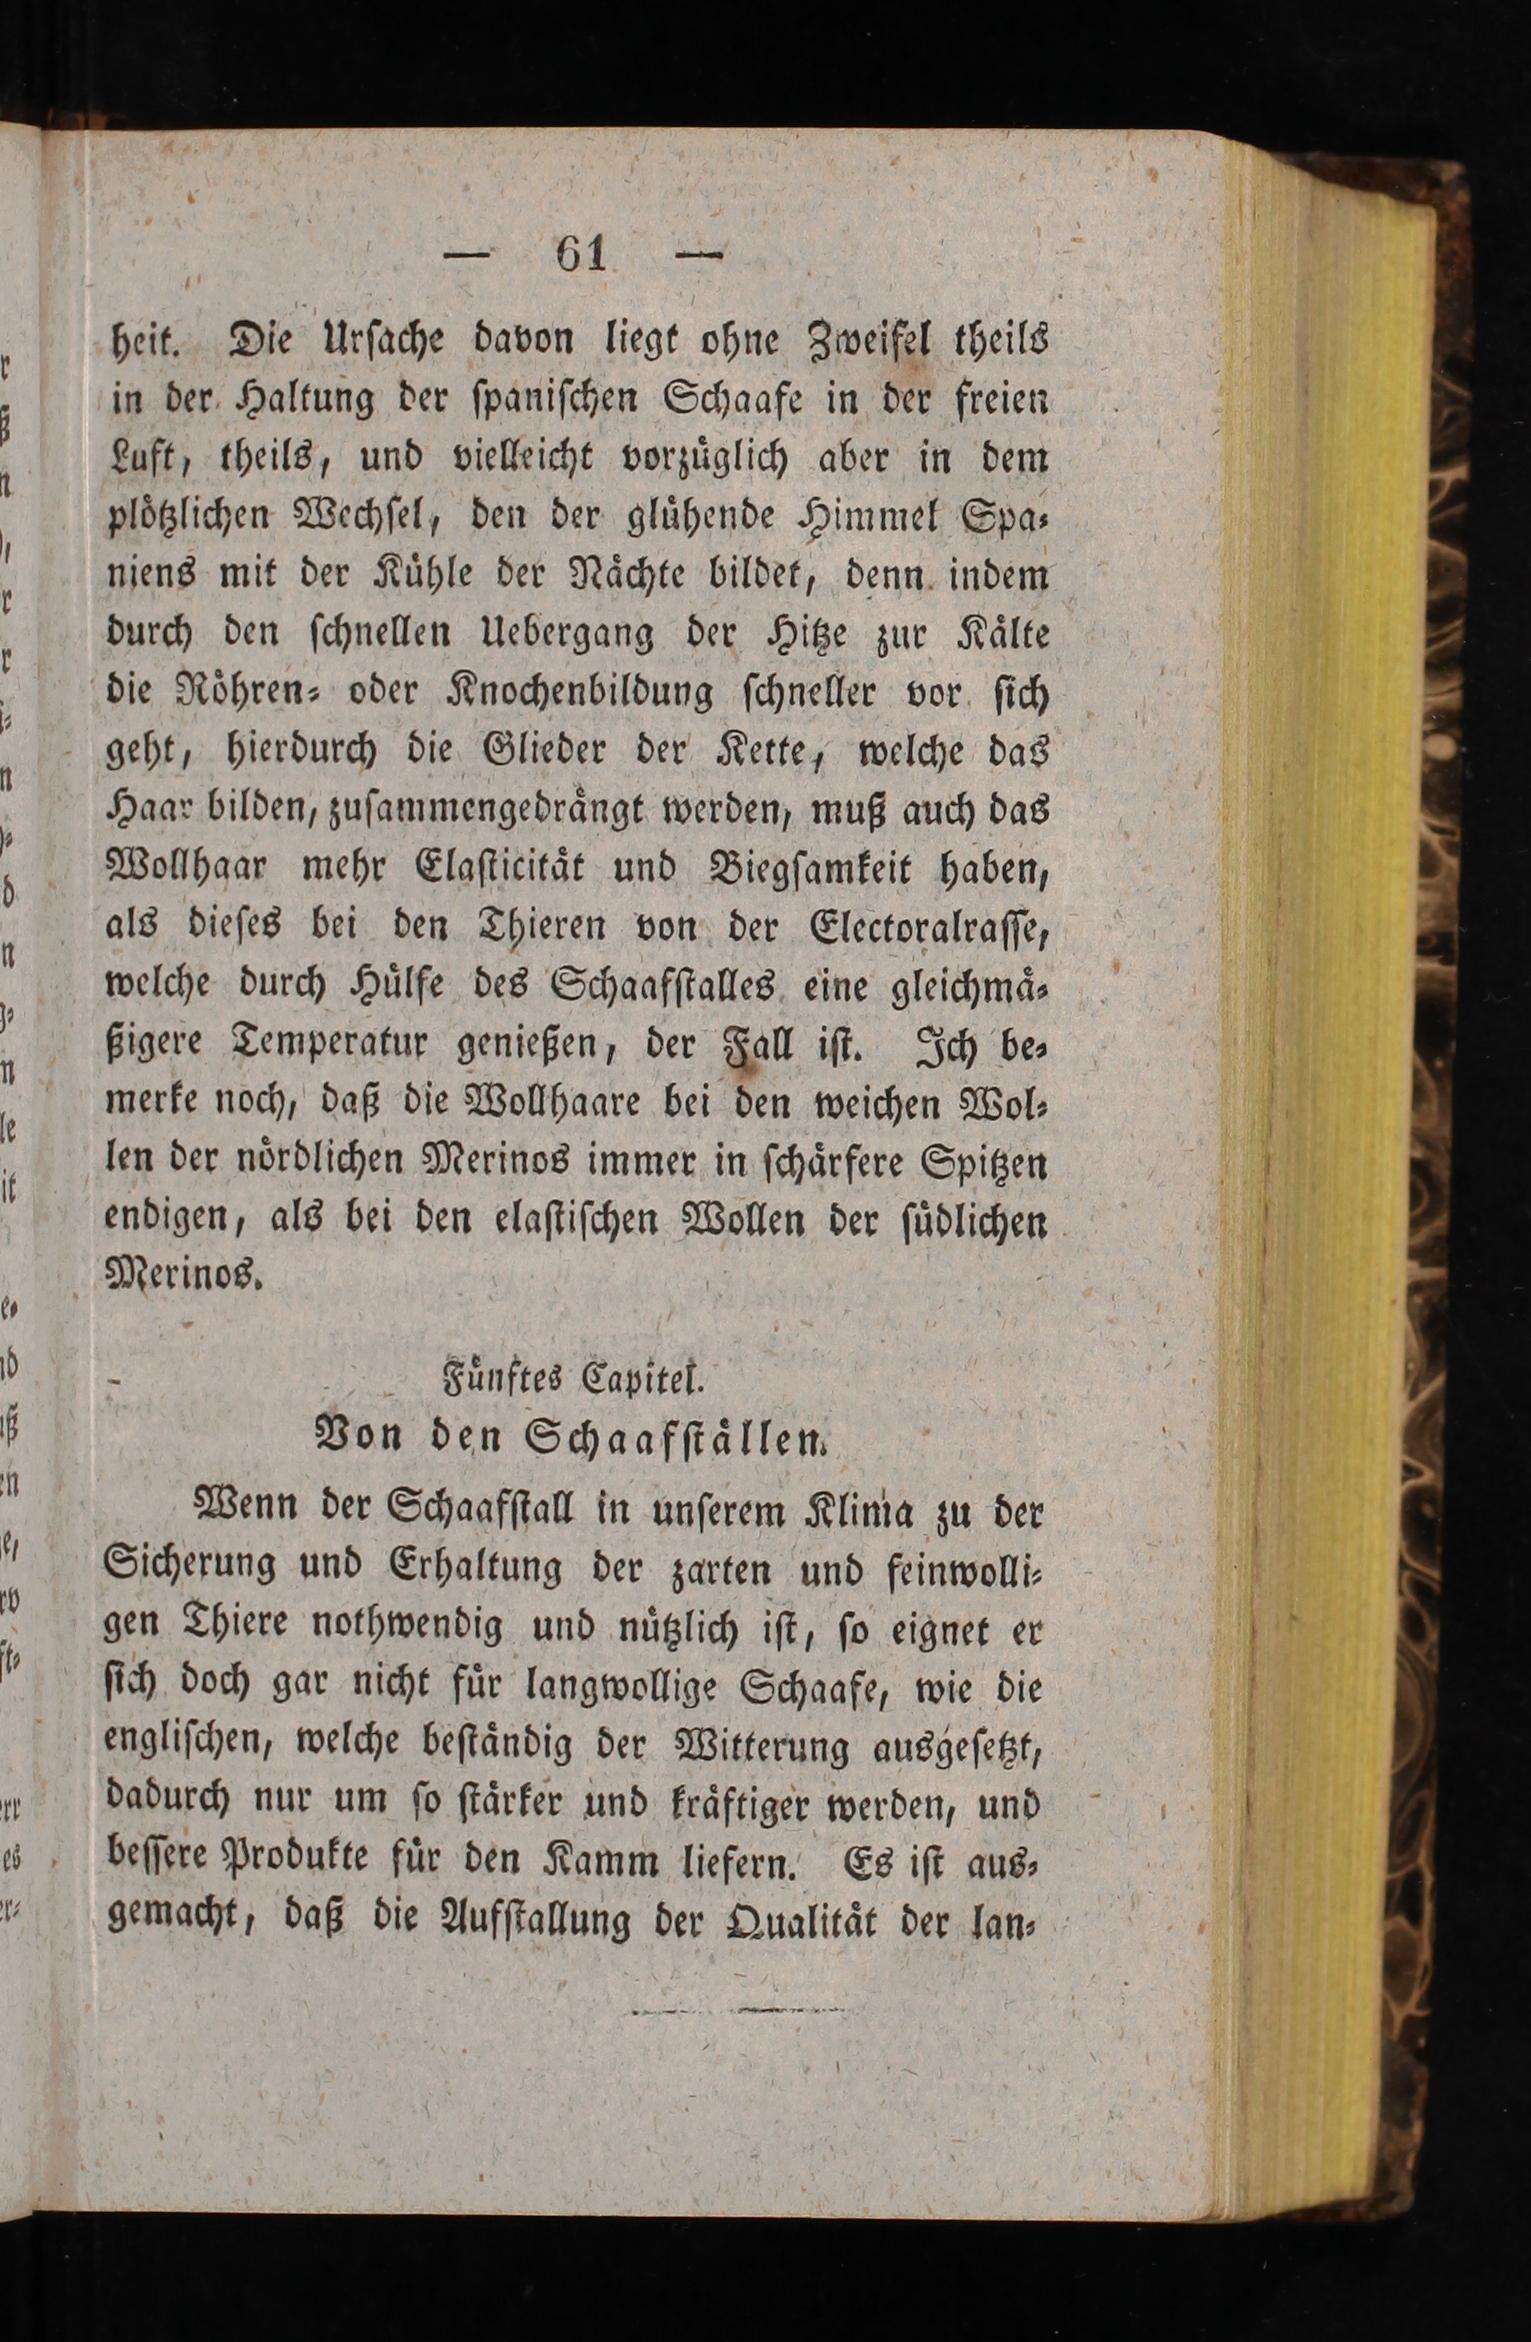 — 61 —
heit. Die Urſache davon liegt ohne Zweifel theils
in der Haltung der ſpaniſchen Schaafe in der freien
Luft, theils, und vielleicht vorzüglich aber in dem
plötzlichen Wechſel, den der glühende Himmel Spa⸗
niens mit der Kühle der Nächte bildet, denn indem
durch den ſchnellen Uebergang der Hitze zur Kälte
die Röhren⸗ oder Knochenbildung ſchneller vor ſich
geht, hierdurch die Glieder der Kette, welche das
Haar bilden, zuſammengedrängt werden, muß auch das
Wollhaar mehr Elaſticität und Biegſamkeit haben,
als dieſes bei den Thieren von der Electoralraſſe,
welche durch Hülfe des Schaafſtalles eine gleichmä⸗
ßigere Temperatur genießen, der Fall iſt. Ich be⸗
merke noch, daß die Wollhaare bei den weichen Wol⸗
len der nördlichen Merinos immer in ſchärfere Spitzen
endigen, als bei den elaſtiſchen Wollen der ſüdlichen
Merinos.
Fünftes Capitel.
Von den Schaafſtällen.
Wenn der Schaafſtall in unſerem Klima zu der
Sicherung und Erhaltung der zarten und feinwolli⸗
gen Thiere nothwendig und nützlich iſt, ſo eignet er
ſich doch gar nicht für langwollige Schaafe, wie die
engliſchen, welche beſtändig der Witterung ausgeſetzt,
dadurch nur um ſo ſtärker und kräftiger werden, und
beſſere Produkte für den Kamm liefern. Es iſt aus⸗
gemacht, daß die Aufſtallung der Qualität der lan⸗